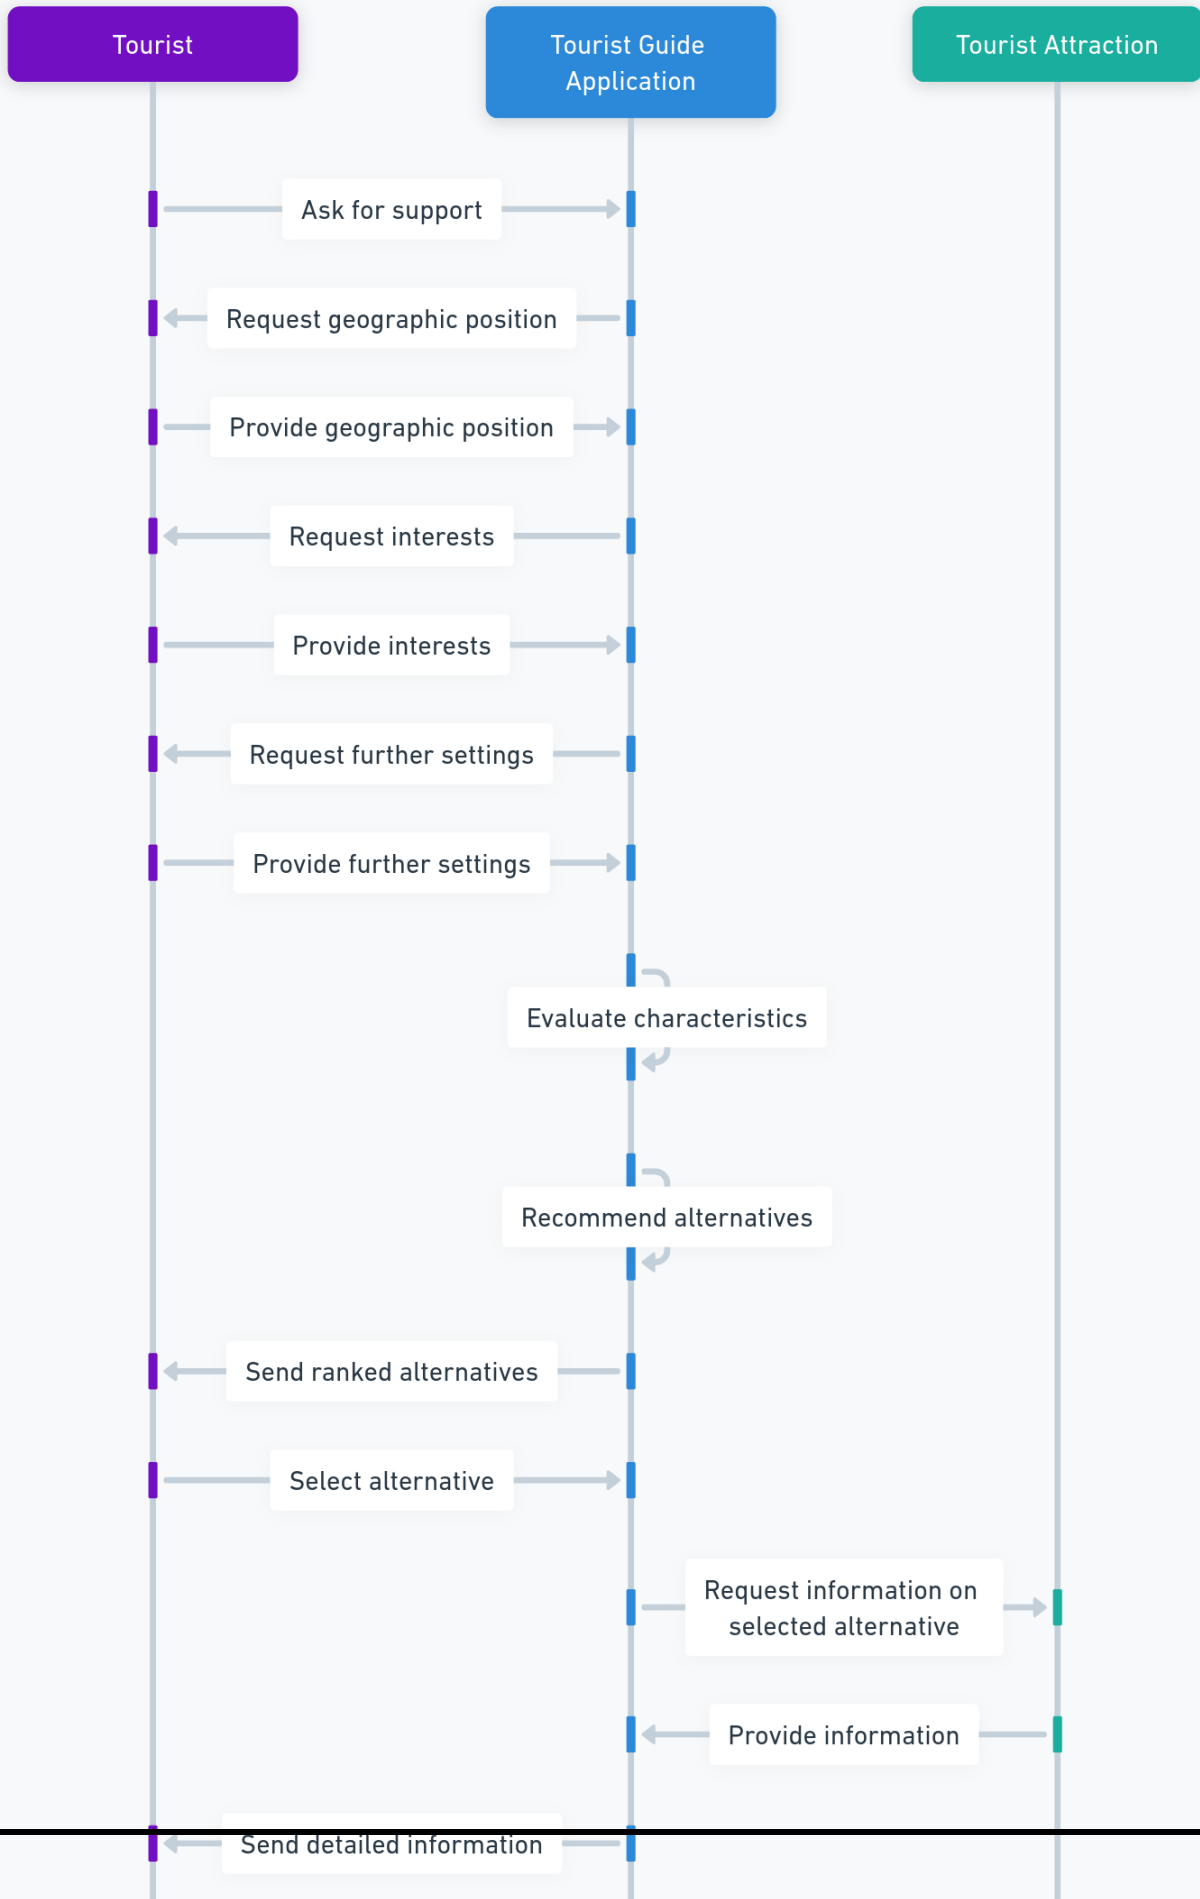 Tourist
Tourist Guide
Application
Tourist Attraction
Ask for support
Request geographic position
Provide geographic position
Request interests
Provide interests
Request further settings
Provide further settings
Evaluate characteristics
Recommend alternatives
Send ranked alternatives
Select alternative
Request information on
selected alternative
Provide information
Send detailed information